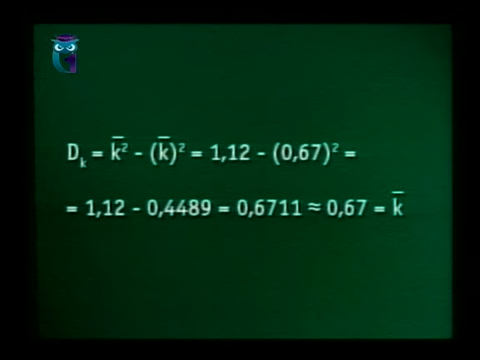 Dₖ = k̅² - (k̅)² = 1,12 - (0,67)² =
= 1,12 - 0,4489 = 0,6711 ≈ 0,67 = k̅